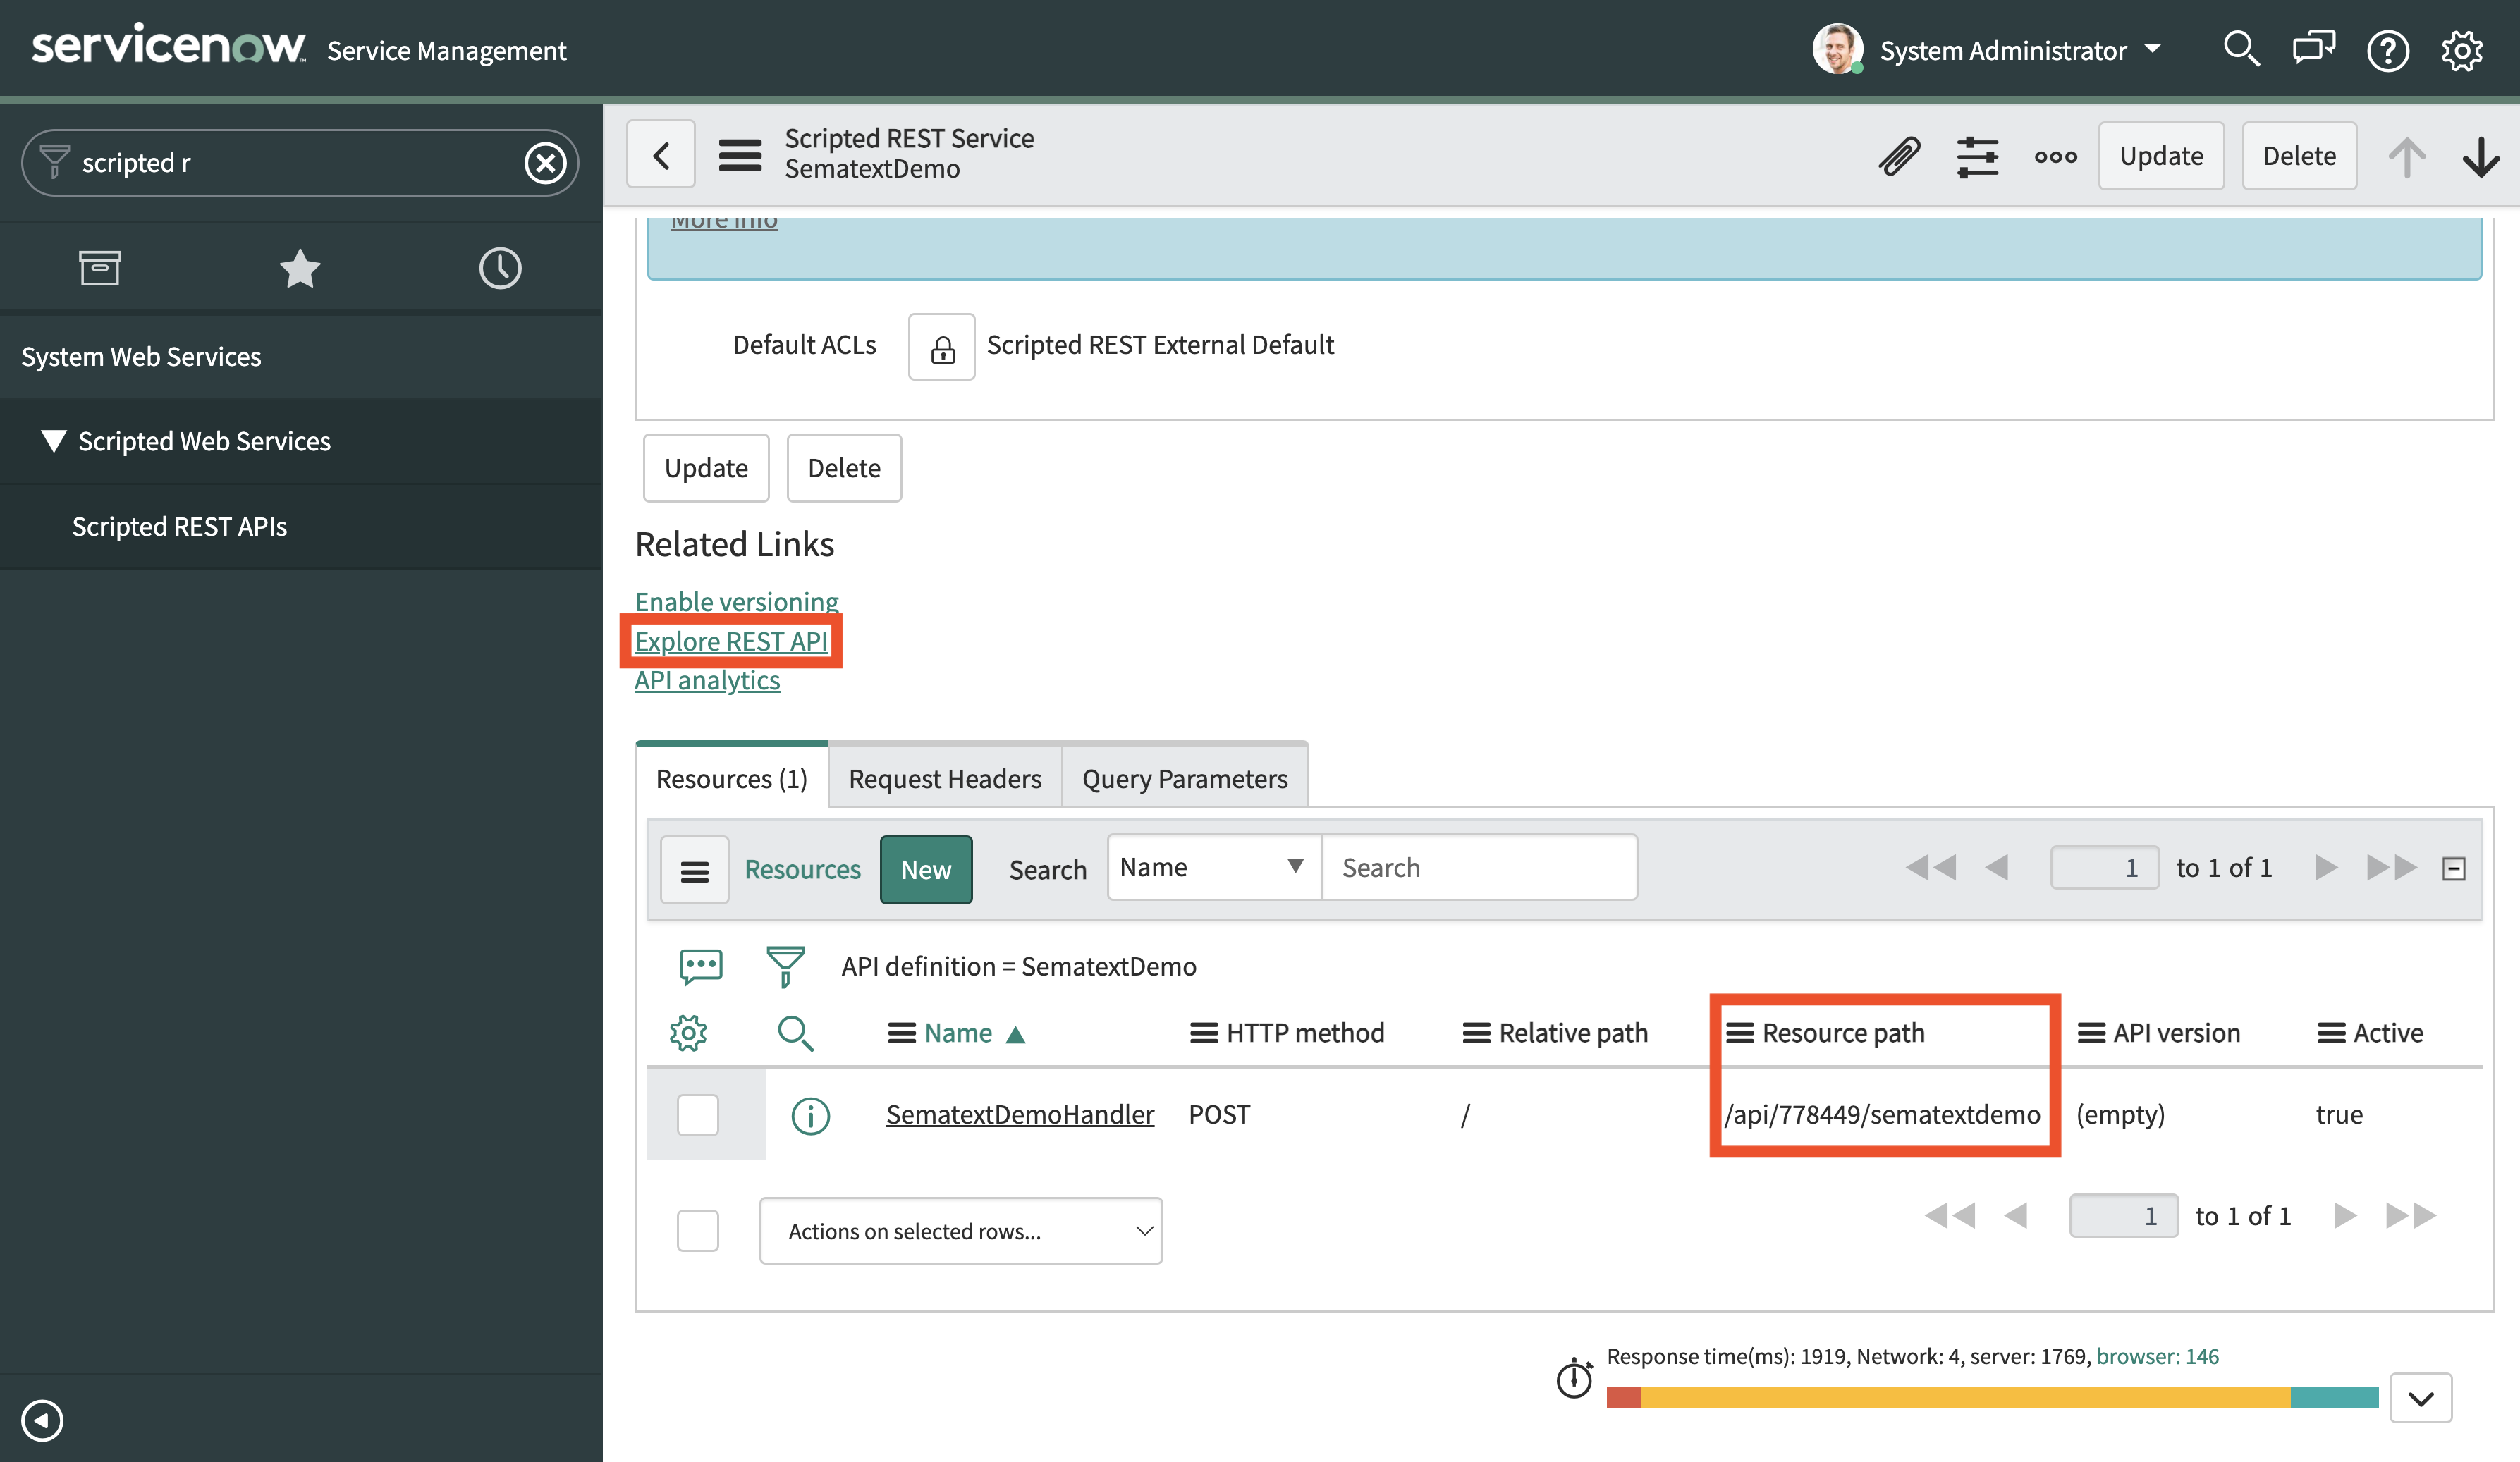 servicenow™ Service Management
System Administrator
scripted r
System Web Services
Scripted Web Services
Scripted REST APIs
Scripted REST Service
SematextDemo
Update Delete
More info
Default ACLs Scripted REST External Default
Update Delete
Related Links
Enable versioning
Explore REST API
API analytics
Resources (1) Request Headers Query Parameters
Resources New Search Name Search 1 to 1 of 1
API definition = SematextDemo
Name HTTP method Relative path Resource path API version Active
SematextDemoHandler POST / /api/778449/sematextdemo (empty) true
Actions on selected rows... 1 to 1 of 1
Response time(ms): 1919, Network: 4, server: 1769, browser: 146